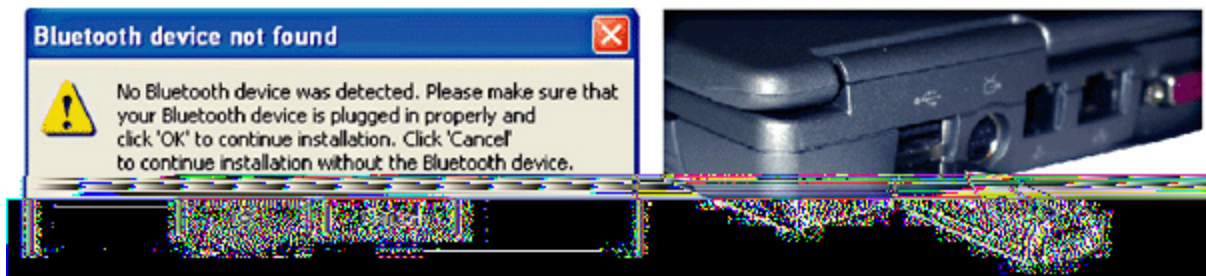 Bluetooth device not found
No Bluetooth device was detected. Please make sure that
your Bluetooth device is plugged in properly and
click 'OK' to continue installation. Click 'Cancel'
to continue installation without the Bluetooth device.